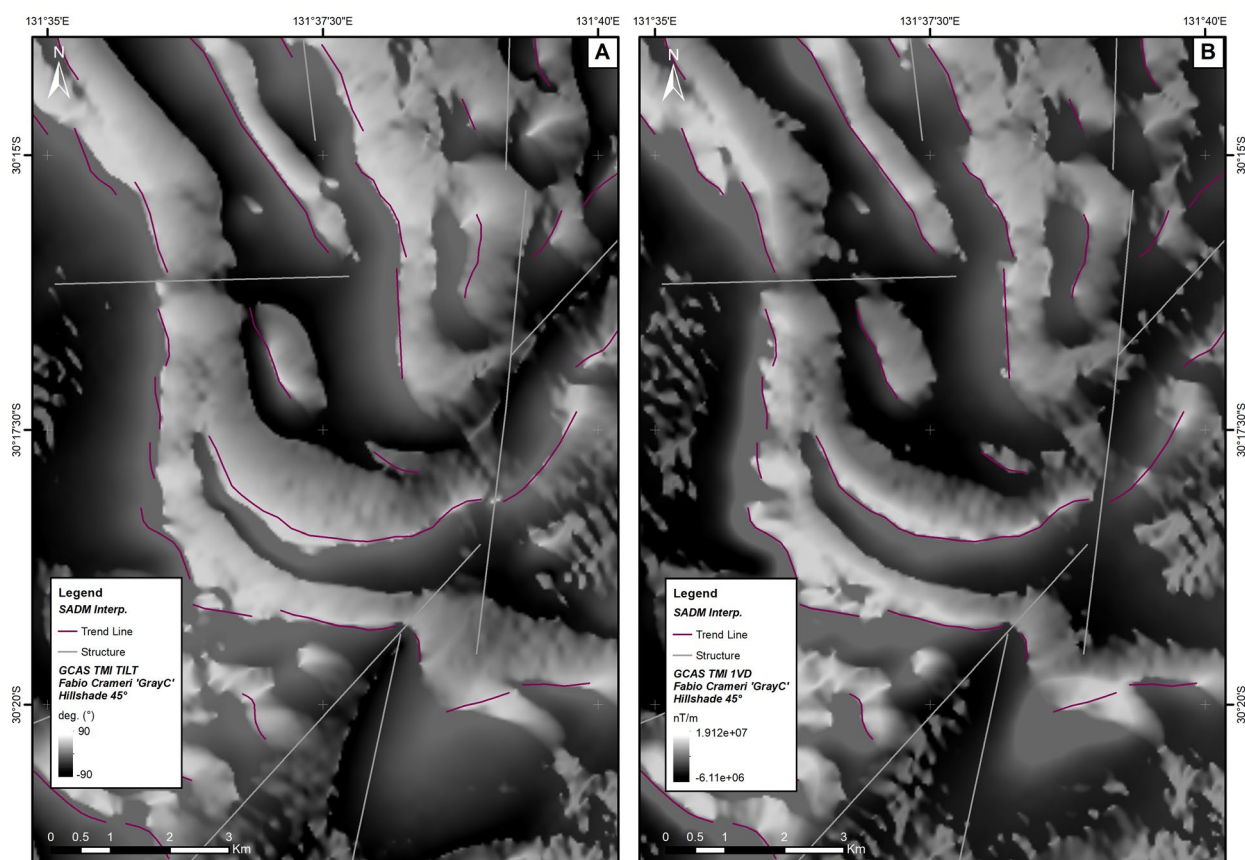 131°35'E
131°37'30"E
131°40'E
131°35'E
131°37'30"E
131°40'E
A
B
N
N
30°15'S
30°17'30"S
30°20'S
30°15'S
30°17'30"S
30°20'S
Legend
SADM Interp.
Trend Line
Structure
GCAS TMI TILT
Fabio Crameri 'GrayC'
Hillshade 45°
deg. (°)
90
-90
0 0.5 1 2 3
Km
Legend
SADM Interp.
Trend Line
Structure
GCAS TMI 1VD
Fabio Crameri 'GrayC'
Hillshade 45°
nT/m
1.912e+07
-6.11e+06
0 0.5 1 2 3
Km